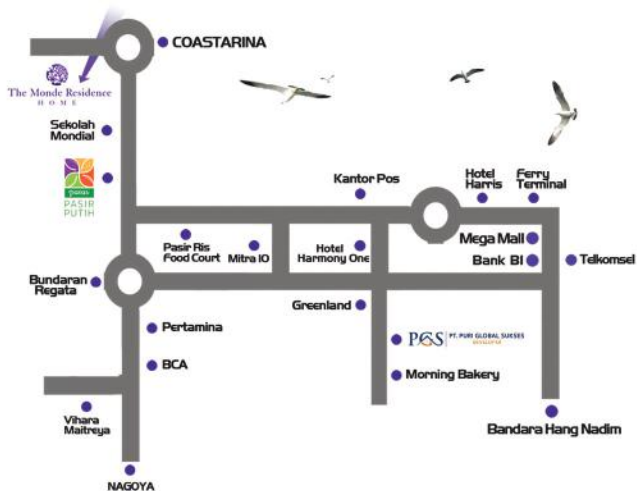 COASTARINA
The Monde Residence
HOME
Sekolah
Mondial
PASIR
PUTIH
Kantor Pos
Hotel
Harris
Ferry
Terminal
Pasir Ris
Food Court
Mitra 10
Hotel
Harmony One
Mega Mall
Bank BI
Telkomsel
Bundaran
Regata
Greenland
Pertamina
PGS PT. PURI GLOBAL SUKSES
BCA
Morning Bakery
Vihara
Maitreya
Bandara Hang Nadim
NAGOYA